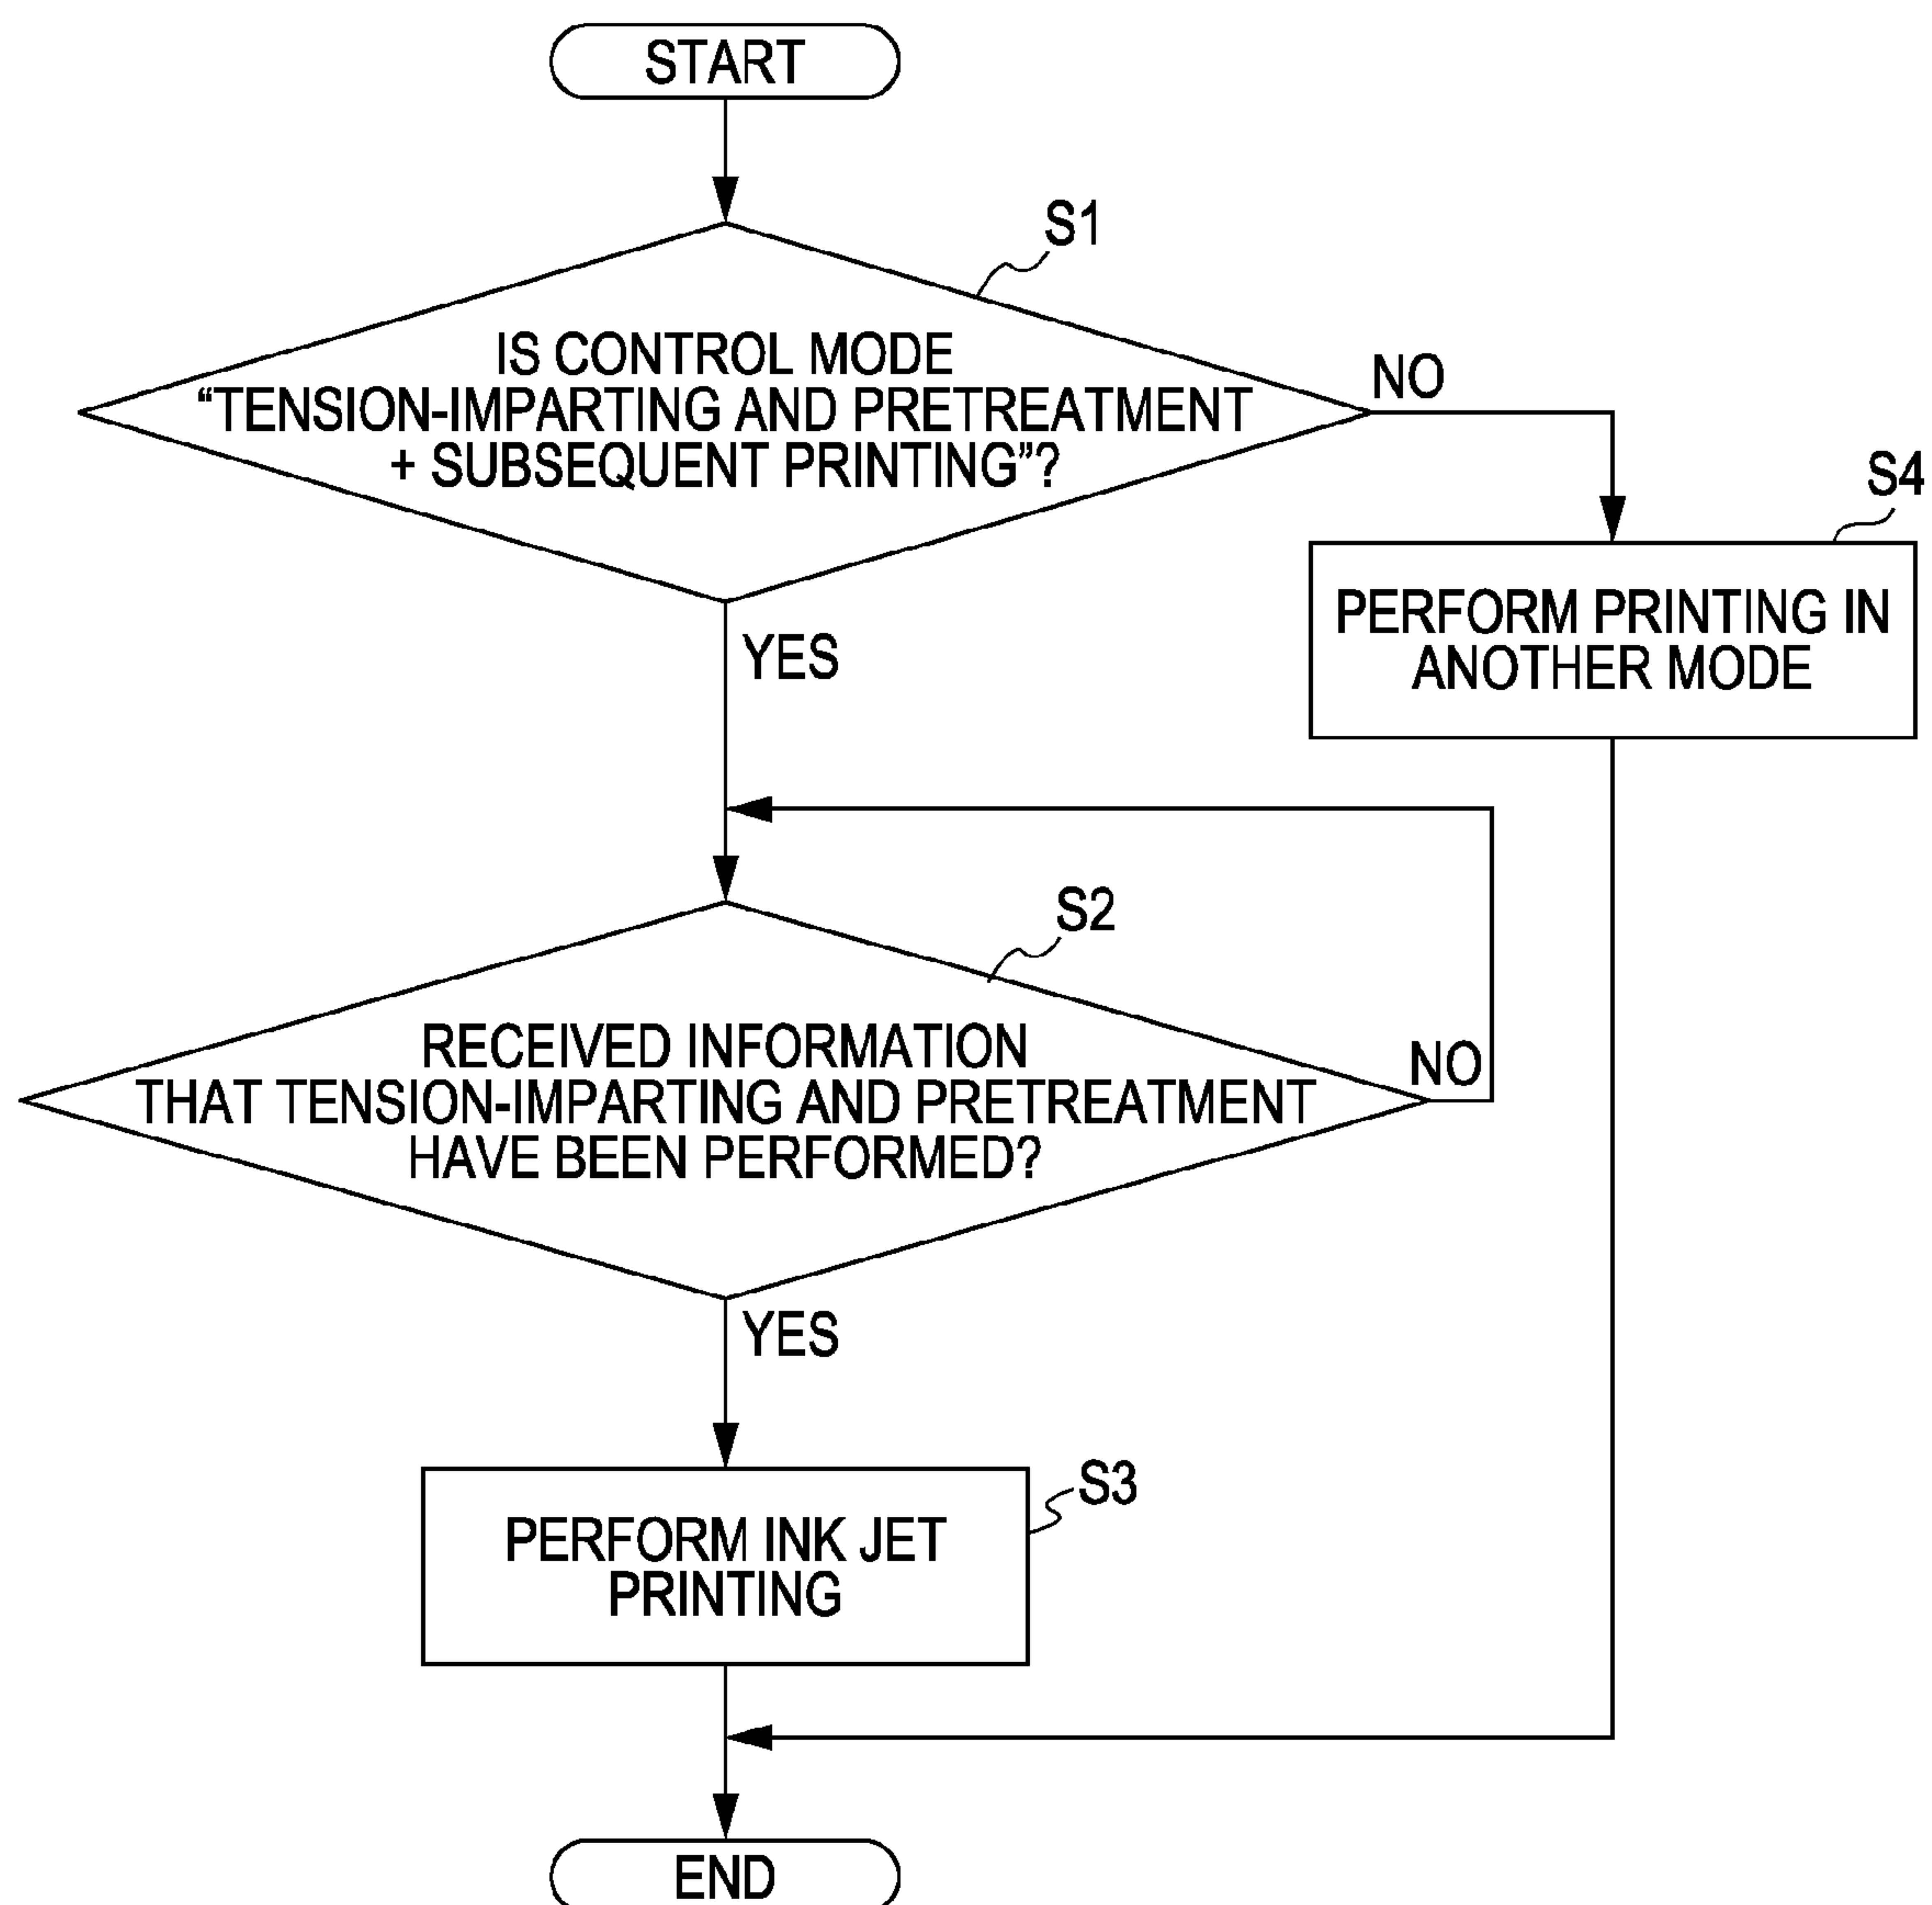 START
S1
IS CONTROL MODE
“TENSION-IMPARTING AND PRETREATMENT
+ SUBSEQUENT PRINTING”?
NO
S4
PERFORM PRINTING IN
ANOTHER MODE
YES
S2
RECEIVED INFORMATION
THAT TENSION-IMPARTING AND PRETREATMENT
HAVE BEEN PERFORMED?
NO
YES
S3
PERFORM INK JET
PRINTING
END